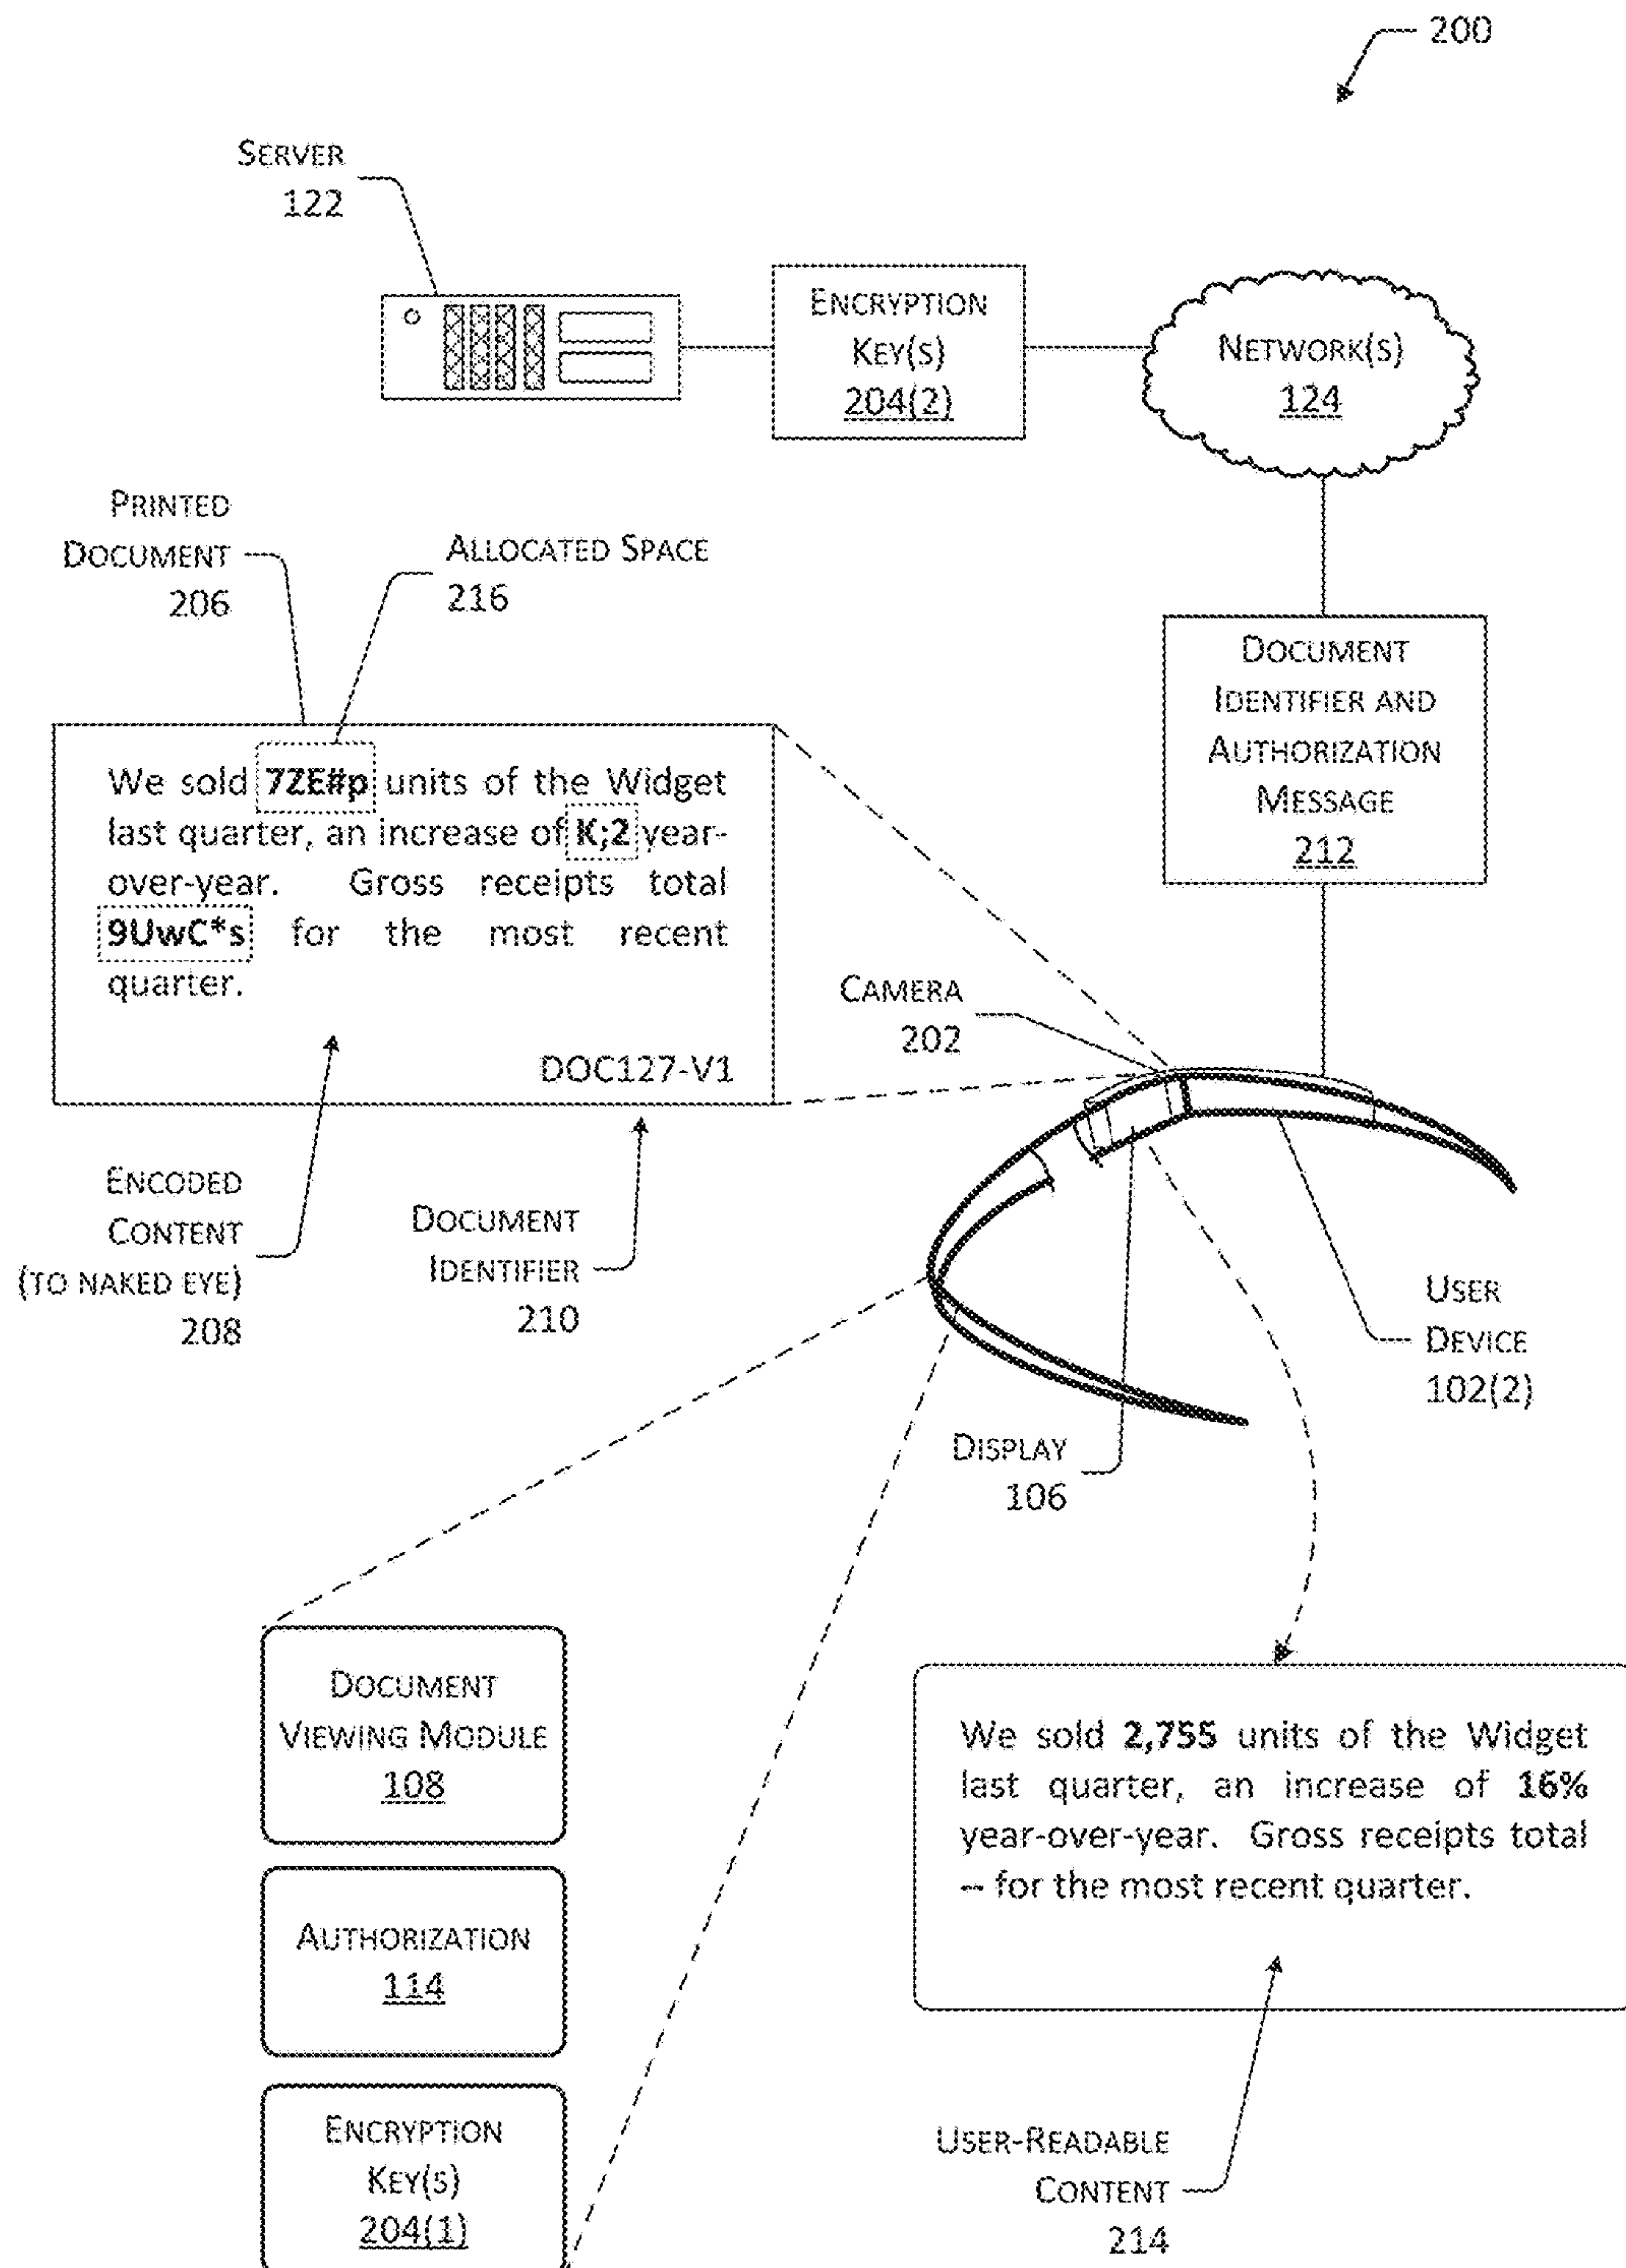 200
SERVER
122
ENCRYPTION
KEY(S)
204(2)
NETWORK(S)
124
PRINTED
DOCUMENT
206
ALLOCATED SPACE
216
DOCUMENT
IDENTIFIER AND
AUTHORIZATION
MESSAGE
212
We sold 7ZE#p units of the Widget
last quarter, an increase of K;2 year-
over-year. Gross receipts total
9UwC*s for the most recent
quarter.
DOC127-V1
CAMERA
202
ENCODED
CONTENT
(TO NAKED EYE)
208
DOCUMENT
IDENTIFIER
210
USER
DEVICE
102(2)
DISPLAY
106
DOCUMENT
VIEWING MODULE
108
AUTHORIZATION
114
ENCRYPTION
KEY(S)
204(1)
We sold 2,755 units of the Widget
last quarter, an increase of 16%
year-over-year. Gross receipts total
-- for the most recent quarter.
USER-READABLE
CONTENT
214